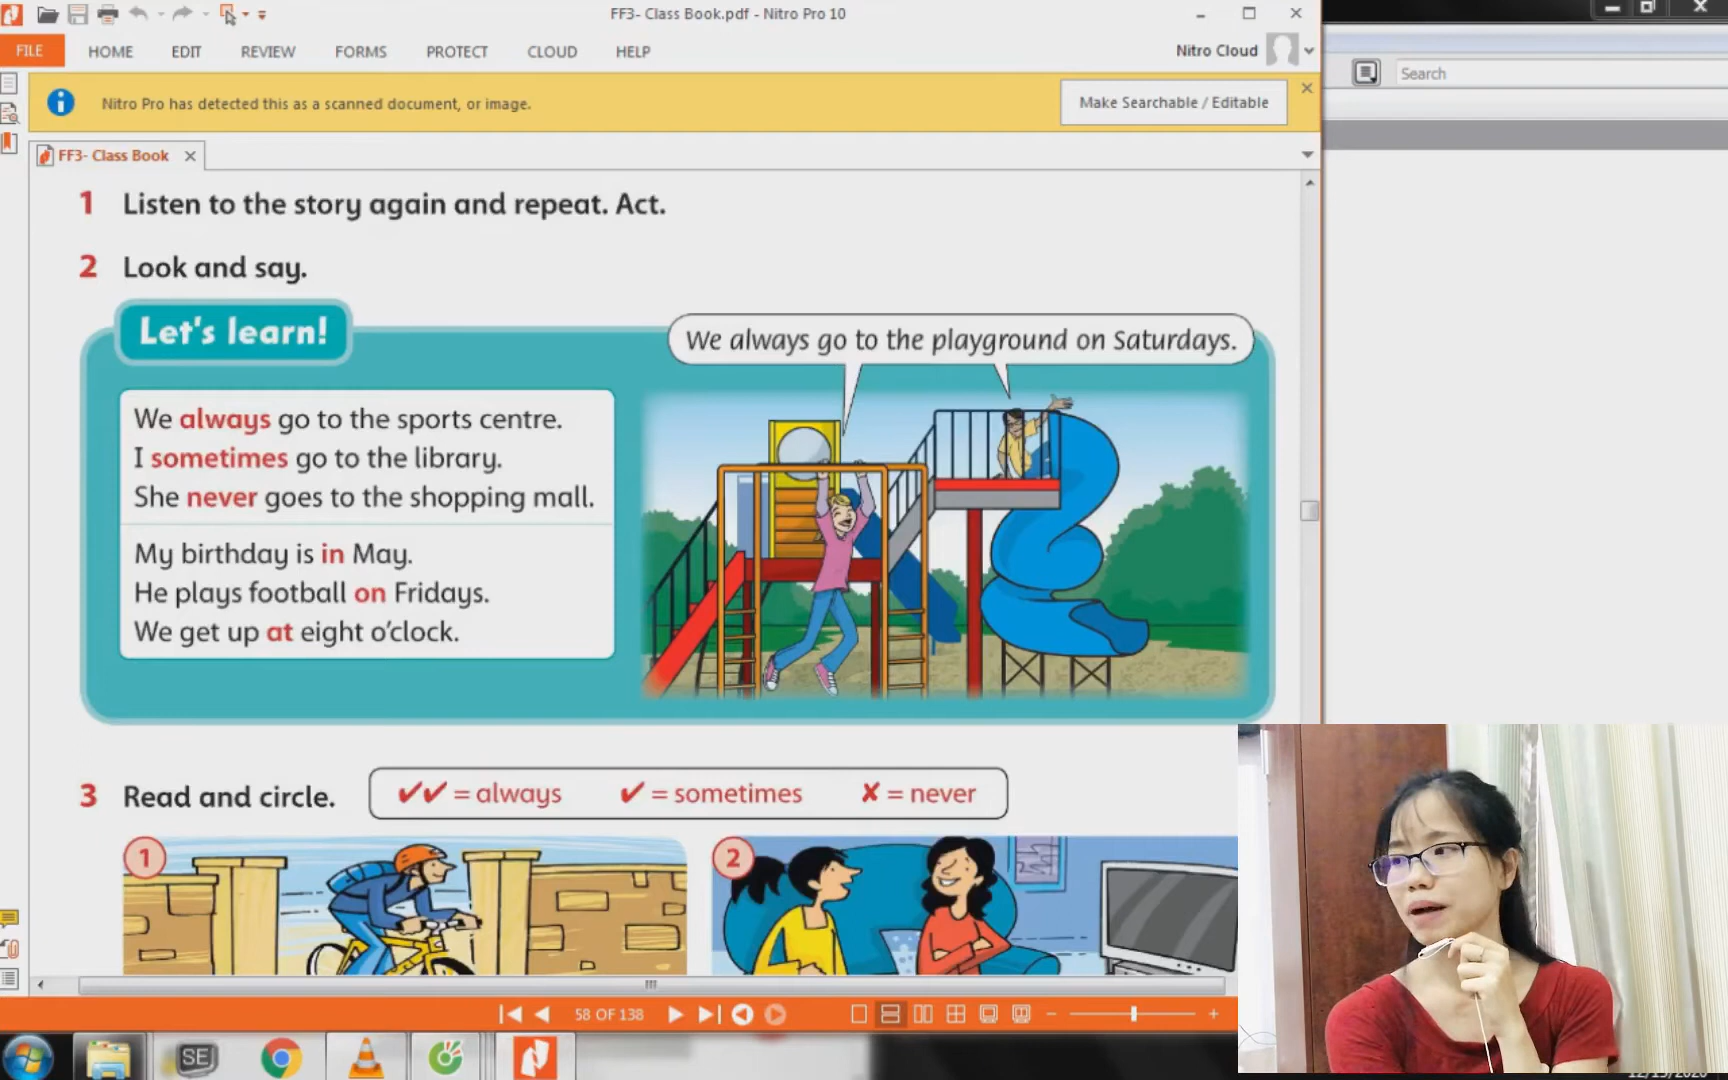 FF3- Class Book.pdf - Nitro Pro 10
FILE HOME EDIT REVIEW FORMS PROTECT CLOUD HELP
Nitro Cloud
Search
Nitro Pro has detected this as a scanned document, or image.
Make Searchable / Editable
FF3- Class Book
1 Listen to the story again and repeat. Act.
2 Look and say.
Let's learn!
We always go to the playground on Saturdays.
We always go to the sports centre.
I sometimes go to the library.
She never goes to the shopping mall.
My birthday is in May.
He plays football on Fridays.
We get up at eight o'clock.
3 Read and circle.
✔✔ = always ✔ = sometimes ✘ = never
1
2
58 OF 138
SE